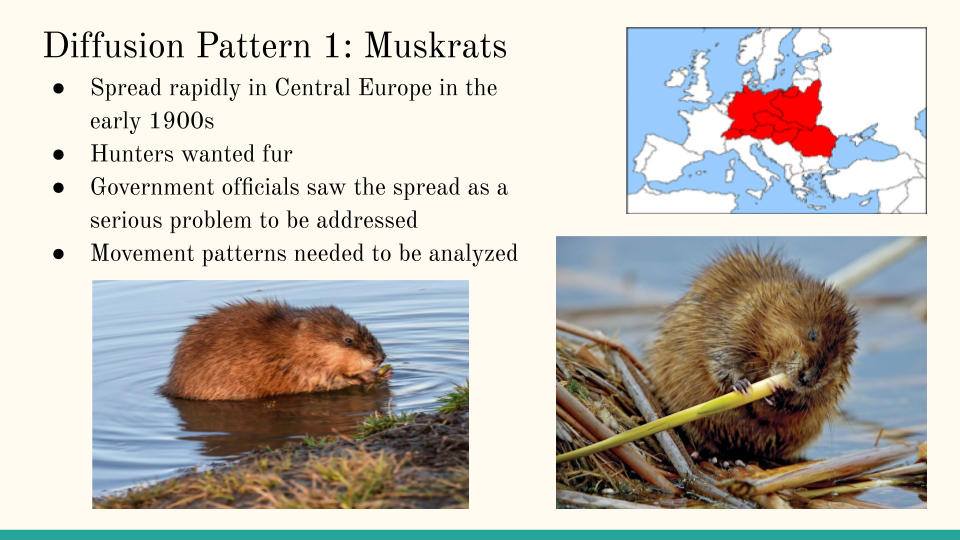 Diffusion Pattern 1: Muskrats
● Spread rapidly in Central Europe in the
early 1900s
● Hunters wanted fur
● Government officials saw the spread as a
serious problem to be addressed
● Movement patterns needed to be analyzed